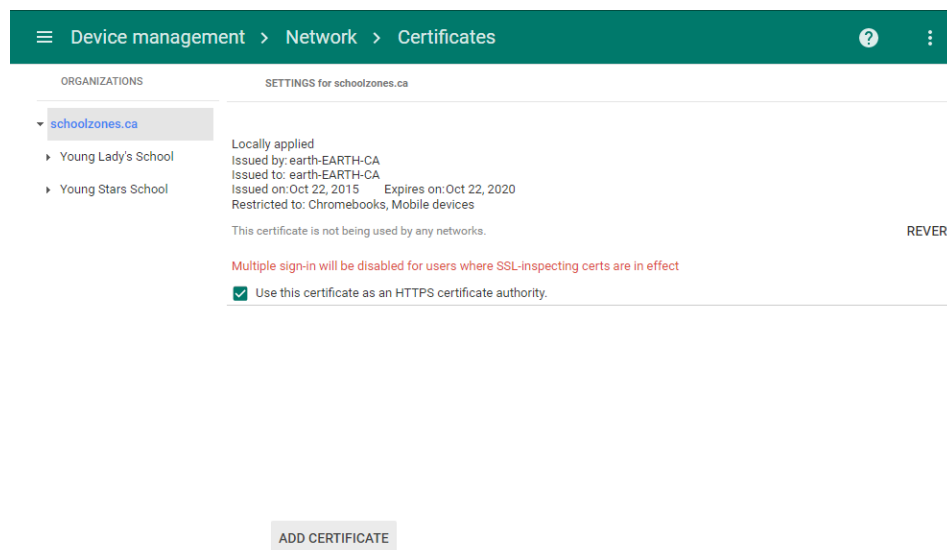 Device management > Network > Certificates
ORGANIZATIONS
SETTINGS for schoolzones.ca
schoolzones.ca
Young Lady's School
Young Stars School
Locally applied
Issued by: earth-EARTH-CA
Issued to: earth-EARTH-CA
Issued on:Oct 22, 2015 Expires on:Oct 22, 2020
Restricted to: Chromebooks, Mobile devices
This certificate is not being used by any networks.
REVER
Multiple sign-in will be disabled for users where SSL-inspecting certs are in effect
Use this certificate as an HTTPS certificate authority.
ADD CERTIFICATE